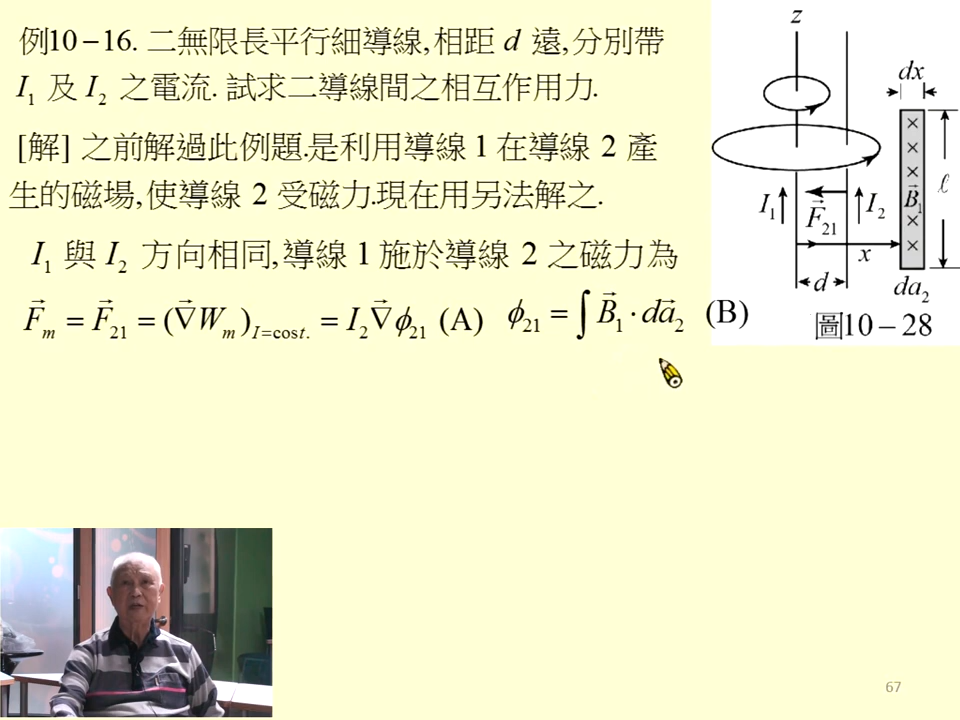 例10－16. 二無限長平行細導線,相距 d 遠,分別帶
I₁ 及 I₂ 之電流. 試求二導線間之相互作用力.
[解] 之前解過此例題.是利用導線 1 在導線 2 產
生的磁場,使導線 2 受磁力.現在用另法解之.
I₁ 與 I₂ 方向相同,導線 1 施於導線 2 之磁力為
F⃗ₘ = F⃗₂₁ = (∇⃗Wₘ)_{I=cost.} = I₂∇⃗ϕ₂₁ (A) ϕ₂₁ = ∫ B⃗₁ · da⃗₂ (B)
z
dx
ℓ
I₁
F⃗₂₁
I₂
B⃗₁
x
d
da₂
圖10－28
67